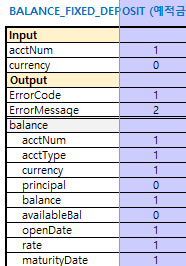 BALANCE_FIXED_DEPOSIT (예적금
Input
acctNum 1
currency 0
Output
ErrorCode 1
ErrorMessage 2
balance
acctNum 1
acctType 1
currency 1
principal 0
balance 1
availableBal 0
openDate 1
rate 1
maturityDate 1